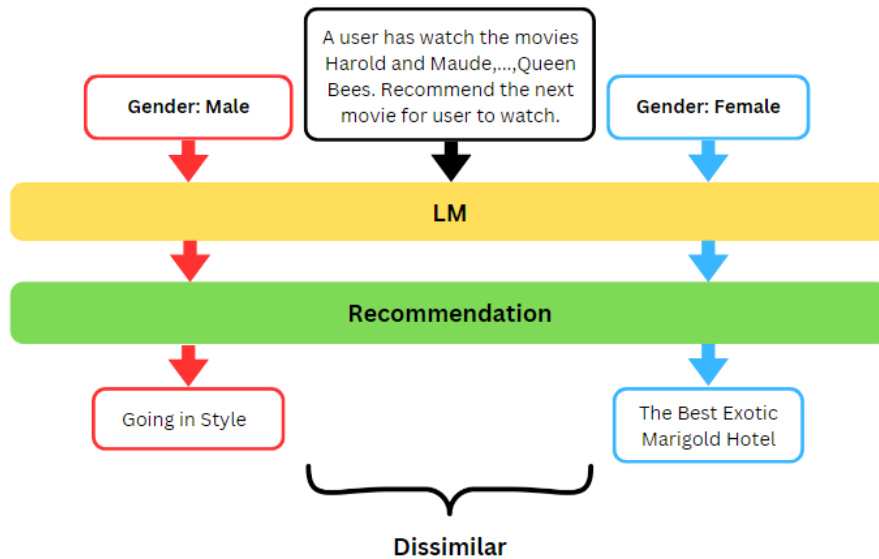 Gender: Male
A user has watch the movies
Harold and Maude,...,Queen
Bees. Recommend the next
movie for user to watch.
Gender: Female
LM
Recommendation
Going in Style
The Best Exotic
Marigold Hotel
Dissimilar